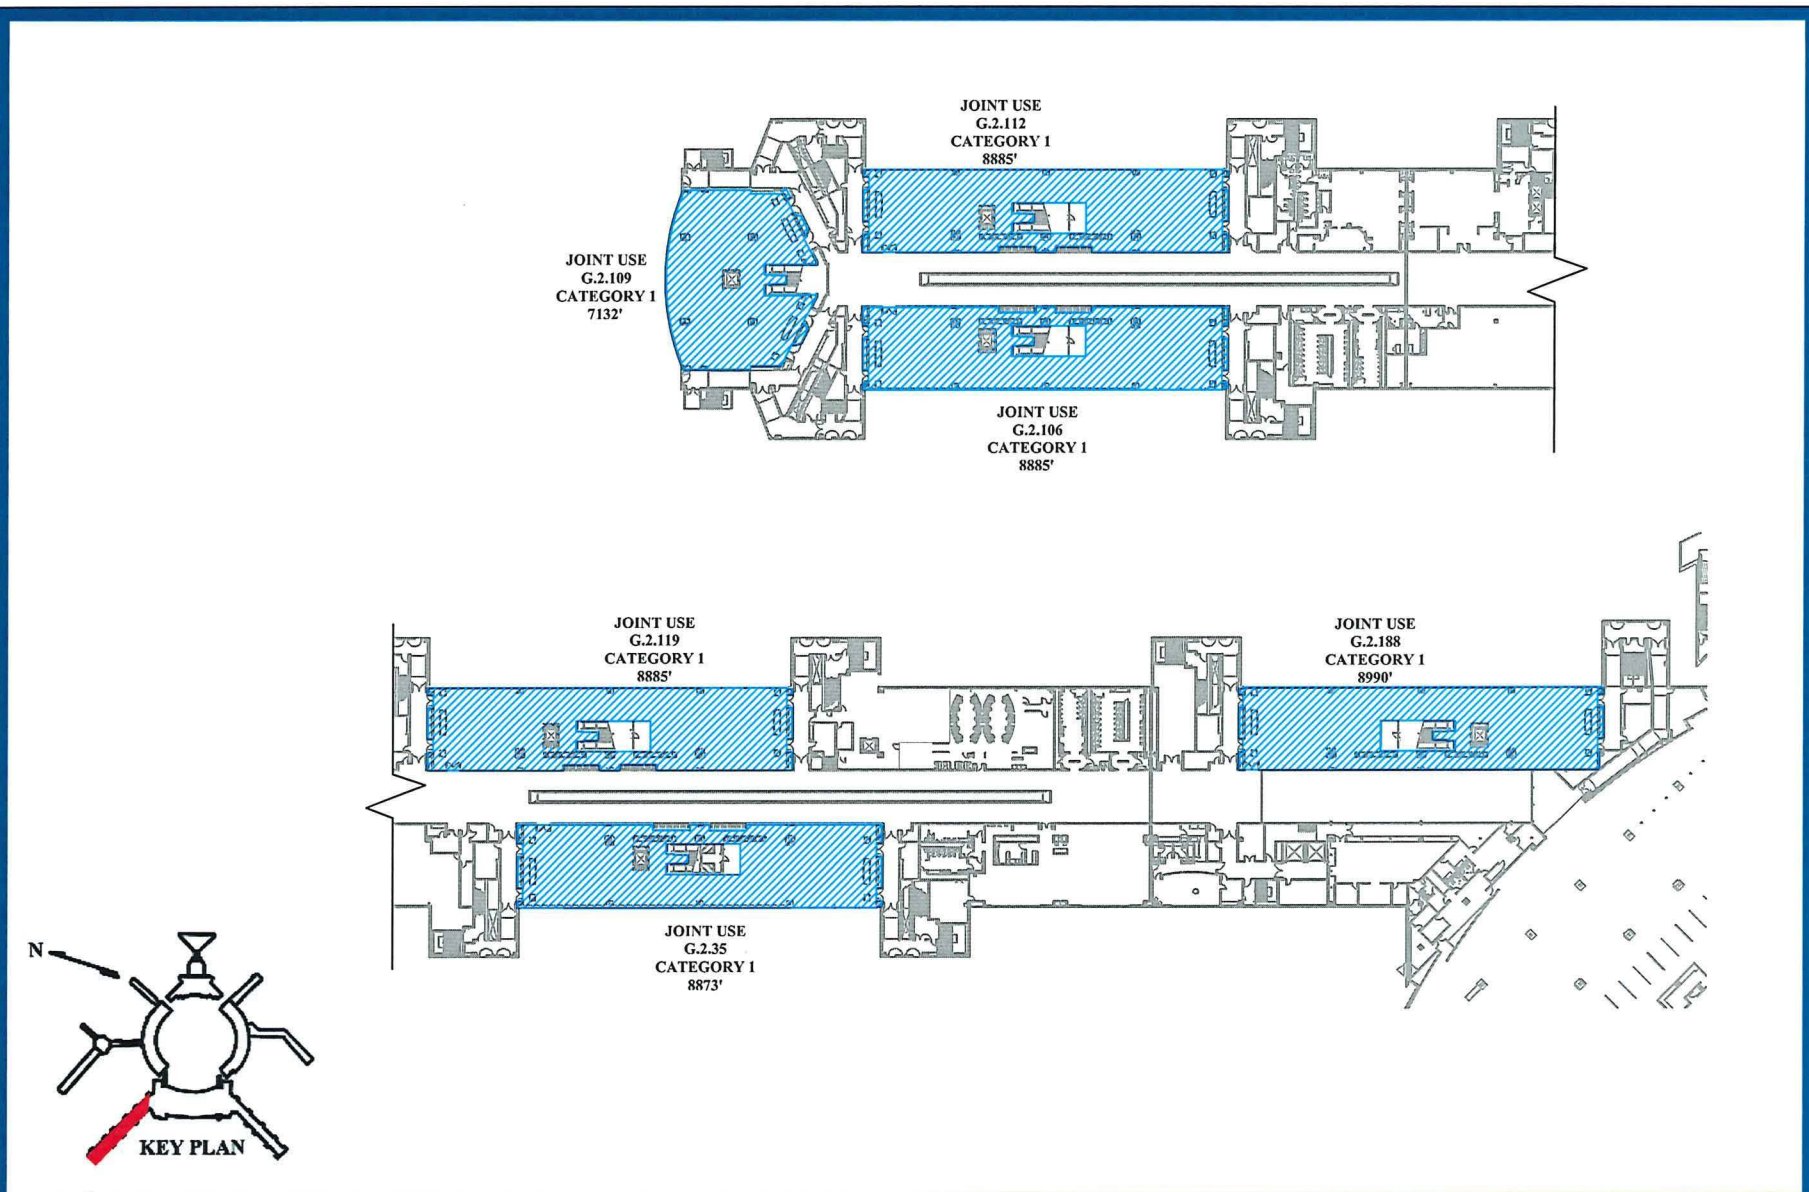 JOINT USE
G.2.112
CATEGORY 1
8885'
JOINT USE
G.2.109
CATEGORY 1
7132'
JOINT USE
G.2.106
CATEGORY 1
8885'
JOINT USE
G.2.119
CATEGORY 1
8885'
JOINT USE
G.2.188
CATEGORY 1
8990'
JOINT USE
G.2.35
CATEGORY 1
8873'
N
KEY PLAN